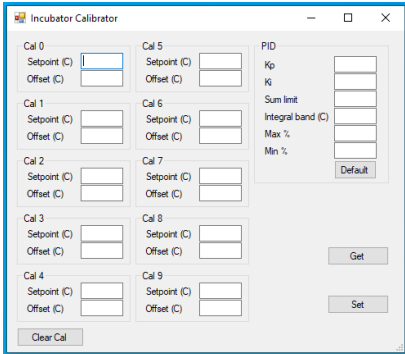 Incubator Calibrator
Cal 0
Setpoint (C)
Offset (C)
Cal 1
Setpoint (C)
Offset (C)
Cal 2
Setpoint (C)
Offset (C)
Cal 3
Setpoint (C)
Offset (C)
Cal 4
Setpoint (C)
Offset (C)
Clear Cal
Cal 5
Setpoint (C)
Offset (C)
Cal 6
Setpoint (C)
Offset (C)
Cal 7
Setpoint (C)
Offset (C)
Cal 8
Setpoint (C)
Offset (C)
Cal 9
Setpoint (C)
Offset (C)
PID
Kp
Ki
Sum limit
Integral band (C)
Max %
Min %
Default
Get
Set